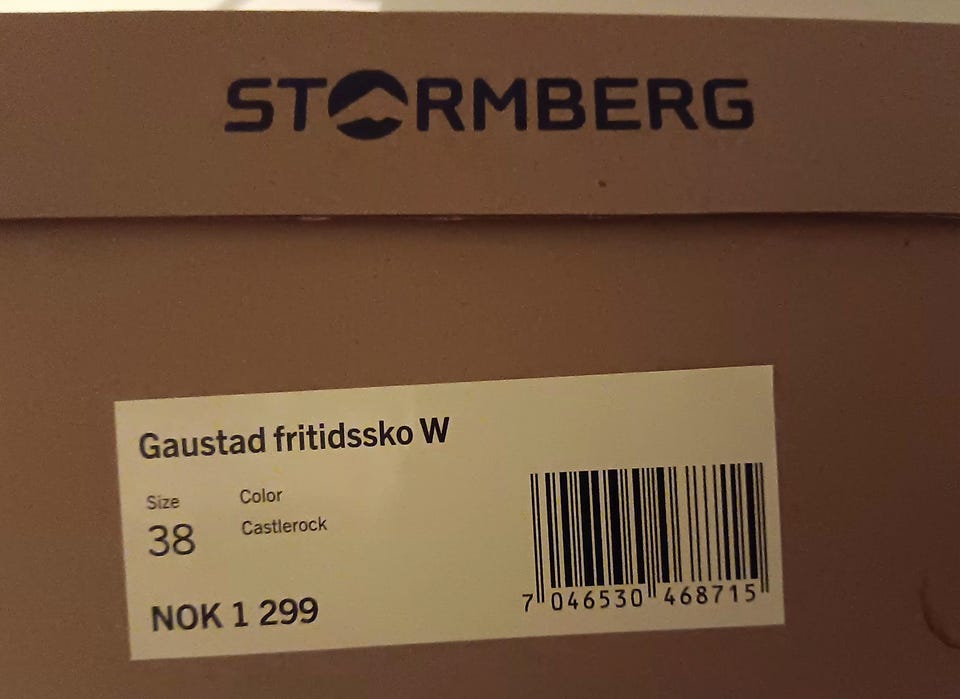 STORMBERG
Gaustad fritidssko W
Size Color
38 Castlerock
NOK 1 299
7 046530 468715